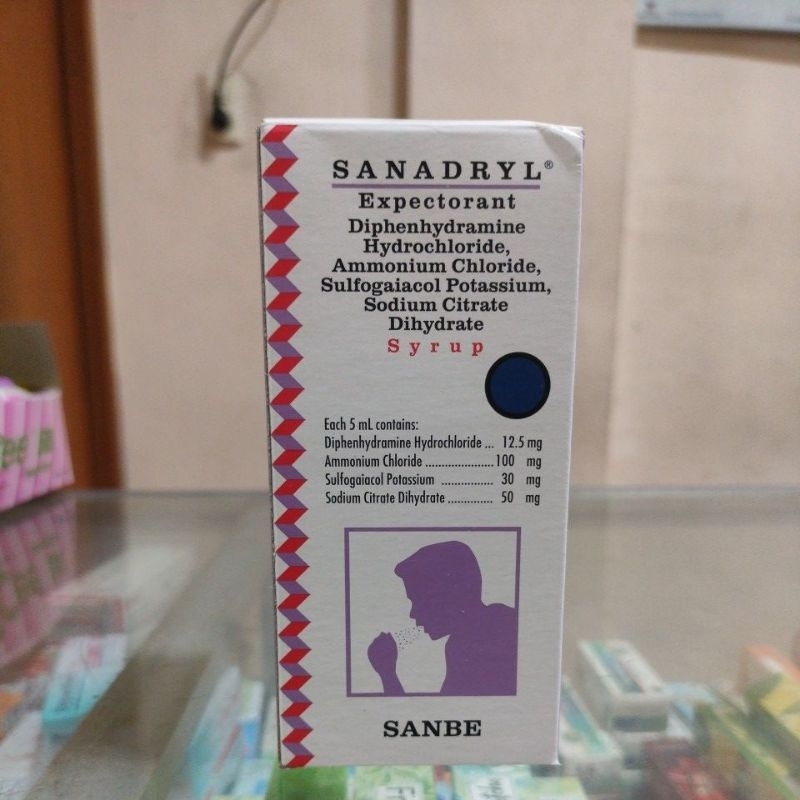 SANADRYL®
Expectorant
Diphenhydramine
Hydrochloride,
Ammonium Chloride,
Sulfogaiacol Potassium,
Sodium Citrate
Dihydrate
Syrup
Each 5 mL contains:
Diphenhydramine Hydrochloride ... 12.5 mg
Ammonium Chloride ..................... 100 mg
Sulfogaiacol Potassium ................ 30 mg
Sodium Citrate Dihydrate .............. 50 mg
SANBE